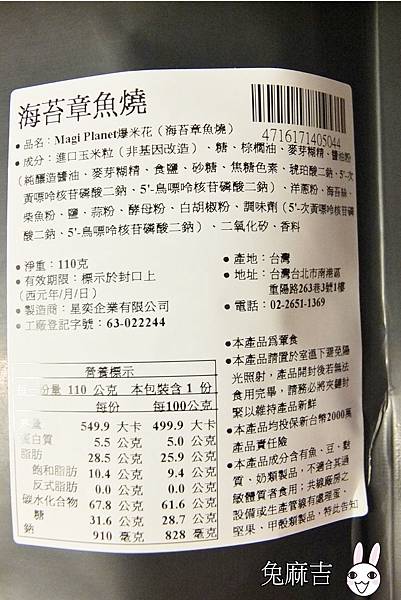 海苔章魚燒
4716171405044
• 品名：Magi Planet爆米花（海苔章魚燒）
• 成分：進口玉米粒（非基因改造）、糖、棕櫚油、麥芽糊精、醬油粉
（純釀造醬油、麥芽糊精、食鹽、砂糖、焦糖色素、琥珀酸二鈉、5'-次
黃嘌呤核苷磷酸二鈉、5'-鳥嘌呤核苷磷酸二鈉）、洋蔥粉、海苔絲、
柴魚粉、鹽、蒜粉、酵母粉、白胡椒粉、調味劑（5'-次黃嘌呤核苷磷
酸二鈉、5'-鳥嘌呤核苷磷酸二鈉）、二氧化矽、香料
• 淨重：110克
• 有效期限：標示於封口上
（西元年/月/日）
• 製造商：星奕企業有限公司
• 工廠登記字號：63-022244
• 產地：台灣
• 地址：台灣台北市南港區
重陽路263巷3號1樓
• 電話：02-2651-1369
營養標示
份量 110 公克 本包裝含 1 份
每份 每100公克
549.9 大卡 499.9 大卡
蛋白質 5.5 公克 5.0 公克
脂肪 28.5 公克 25.9 公克
飽和脂肪 10.4 公克 9.4 公克
反式脂肪 0.0 公克 0.0 公克
碳水化合物 67.8 公克 61.6 公克
糖 31.6 公克 28.7 公克
鈉 910 毫克 828 毫克
• 本產品為葷食
• 本產品請置於室溫下避免陽
光照射，產品開封後若無法
食用完畢，請務必將夾鏈封
緊以維持產品新鮮
• 本產品均投保新台幣2000萬
產品責任險
• 本產品成分含有魚、豆、麩
質、奶類製品，不適合其過
敏體質者食用；共線廠房之
設備或生產管線有處理蛋、
堅果、甲殼類製品，特此告知
兔麻吉